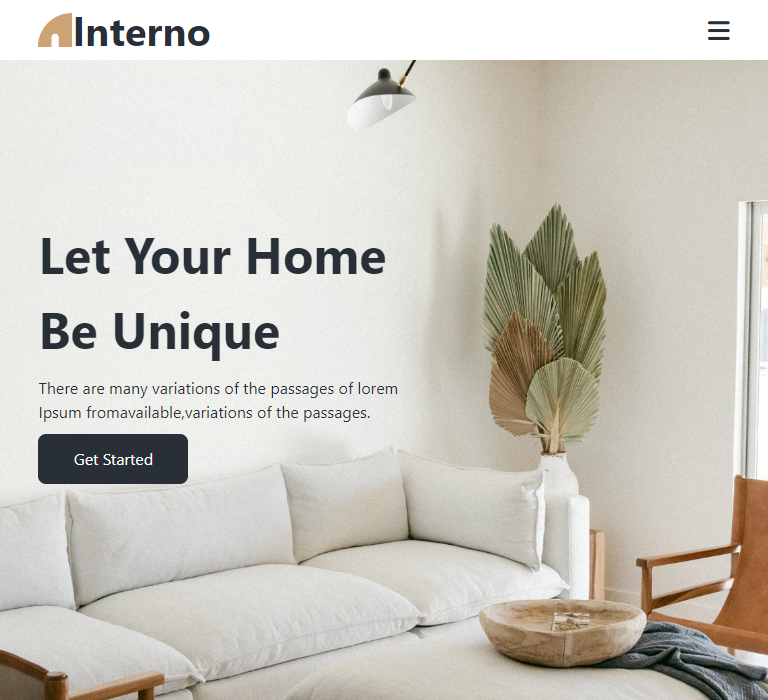 Interno
Let Your Home
Be Unique
There are many variations of the passages of lorem
Ipsum fromavailable,variations of the passages.
Get Started